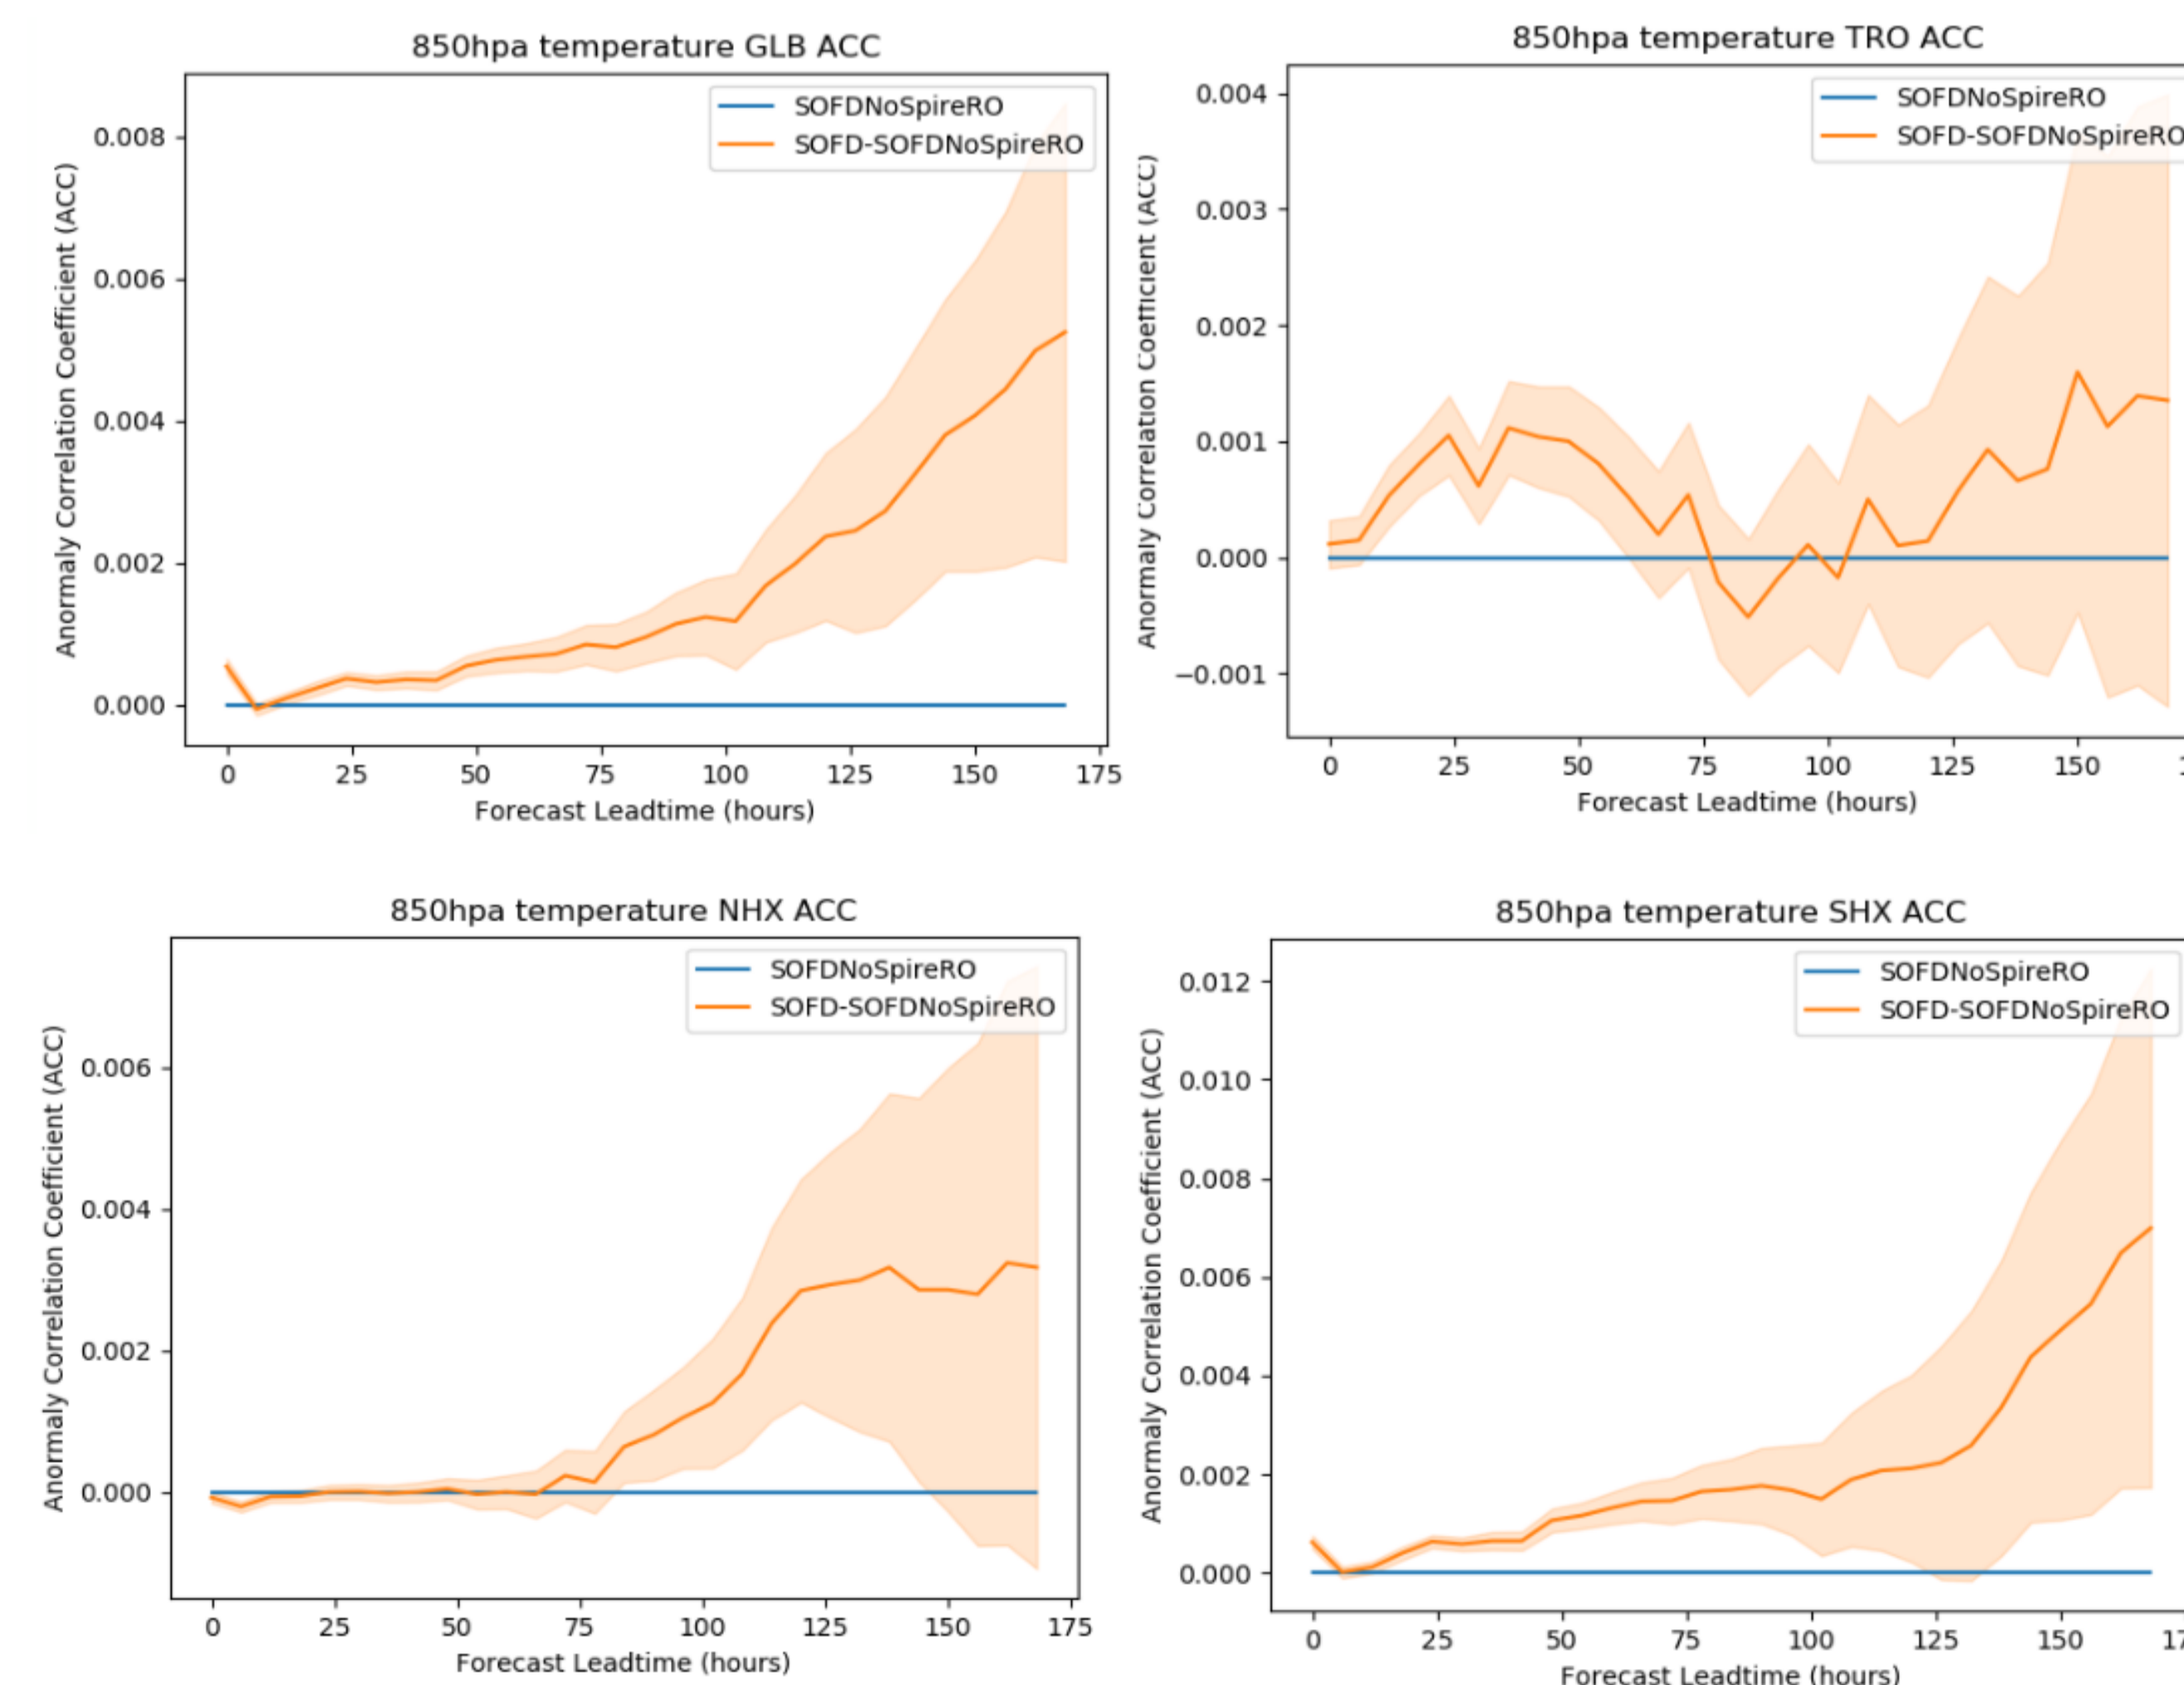 850hpa temperature GLB ACC
SOFDNoSpireRO
SOFD-SOFDNoSpireRO
Anormaly Correlation Coefficient (ACC)
0.008
0.006
0.004
0.002
0.000
0 25 50 75 100 125 150 175
Forecast Leadtime (hours)
850hpa temperature TRO ACC
SOFDNoSpireRO
SOFD-SOFDNoSpireRO
Anormaly Correlation Coefficient (ACC)
0.004
0.003
0.002
0.001
0.000
−0.001
0 25 50 75 100 125 150
Forecast Leadtime (hours)
850hpa temperature NHX ACC
SOFDNoSpireRO
SOFD-SOFDNoSpireRO
Anormaly Correlation Coefficient (ACC)
0.006
0.004
0.002
0.000
0 25 50 75 100 125 150 175
Forecast Leadtime (hours)
850hpa temperature SHX ACC
SOFDNoSpireRO
SOFD-SOFDNoSpireRO
Anormaly Correlation Coefficient (ACC)
0.012
0.010
0.008
0.006
0.004
0.002
0.000
0 25 50 75 100 125 150
Forecast Leadtime (hours)